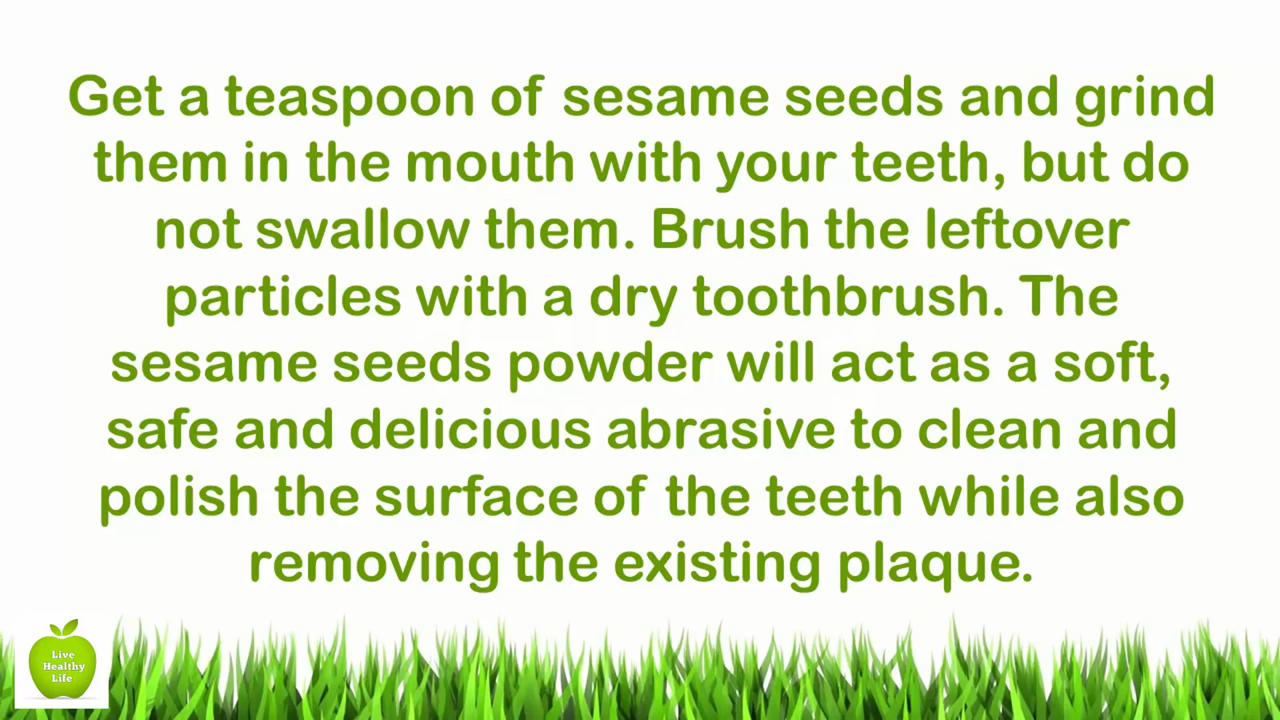 Get a teaspoon of sesame seeds and grind
them in the mouth with your teeth, but do
not swallow them. Brush the leftover
particles with a dry toothbrush. The
sesame seeds powder will act as a soft,
safe and delicious abrasive to clean and
polish the surface of the teeth while also
removing the existing plaque.
Live
Healthy
Life